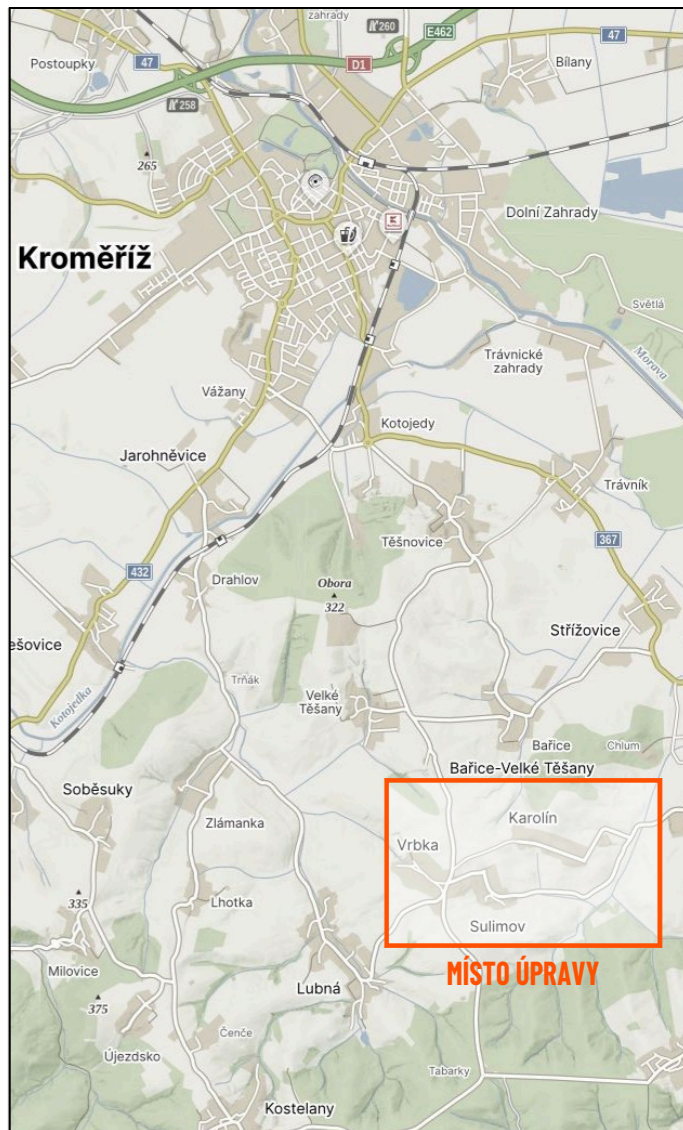 zahrady
260
E462
47
Postoupky
47
D1
Bílany
258
265
Dolní Zahrady
Kroměříž
Světlá
Morava
Trávnické
zahrady
Vážany
Kotojedy
Jarohněvice
Trávník
Těšnovice
367
432
Drahlov
Obora
322
Střížovice
ešovice
Trňák
Kotojedka
Velké
Těšany
Bařice
Chlum
Bařice-Velké Těšany
Soběsuky
Zlámanka
Karolín
Vrbka
335
Lhotka
Sulimov
Milovice
MÍSTO ÚPRAVY
Lubná
375
Čenče
Újezdsko
Tabarky
Kostelany